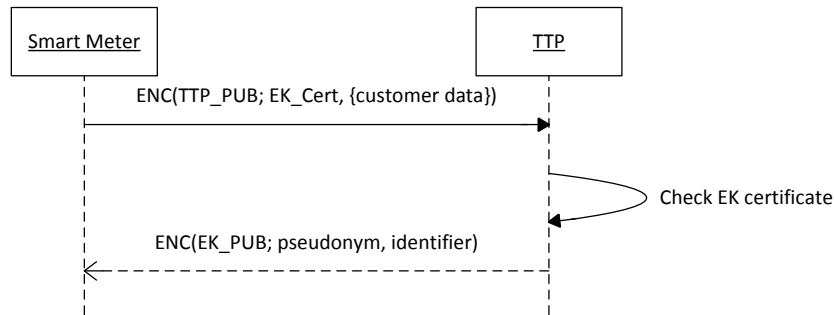 Smart Meter
TTP
ENC(TTP_PUB; EK_Cert, {customer data})
Check EK certificate
ENC(EK_PUB; pseudonym, identifier)